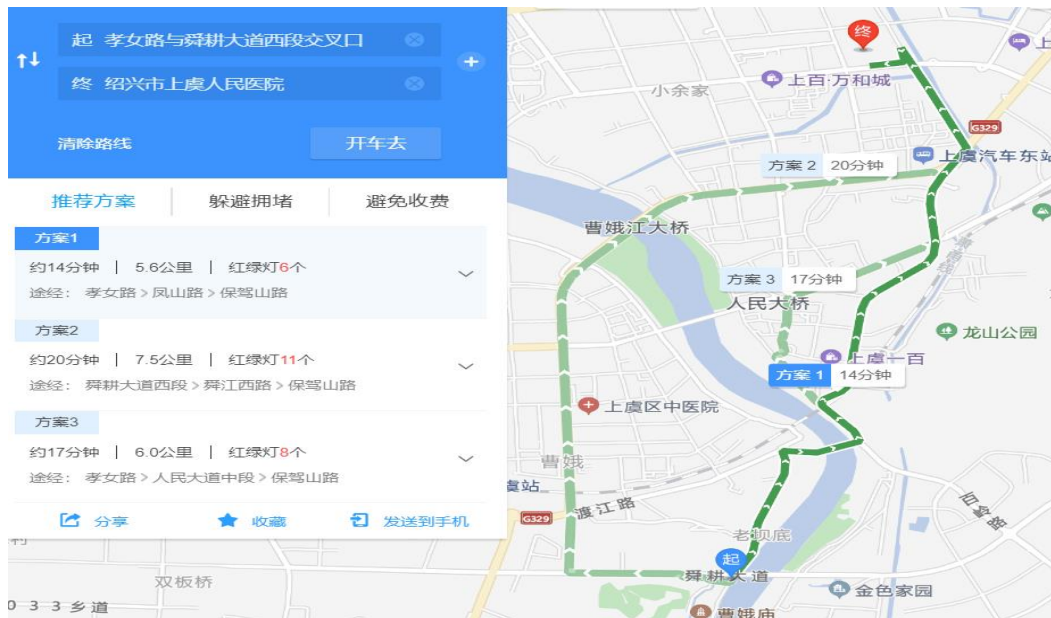 起 孝女路与舜耕大道西段交叉口
终 绍兴市上虞人民医院
清除路线
开车去
推荐方案
躲避拥堵
避免收费
方案1
约14分钟 | 5.6公里 | 红绿灯6个
途经： 孝女路 > 凤山路 > 保驾山路
方案2
约20分钟 | 7.5公里 | 红绿灯11个
途经： 舜耕大道西段 > 舜江西路 > 保驾山路
方案3
约17分钟 | 6.0公里 | 红绿灯8个
途经： 孝女路 > 人民大道中段 > 保驾山路
分享
收藏
发送到手机
双板桥
033乡道
终
上
上百·万和城
小余家
G329
上虞汽车东站
方案 2 20分钟
曹娥江大桥
方案 3 17分钟
人民大桥
龙山公园
上虞一百
方案 1 14分钟
上虞区中医院
曹娥
虞站
渡江路
G329
老坝底
起
舜耕大道
金色家园
曹娥庙